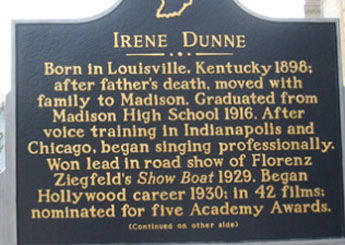 IRENE DUNNE
Born in Louisville, Kentucky 1898;
after father's death, moved with
family to Madison. Graduated from
Madison High School 1916. After
voice training in Indianapolis and
Chicago, began singing professionally.
Won lead in road show of Florenz
Ziegfeld's Show Boat 1929. Began
Hollywood career 1930; in 42 films;
nominated for five Academy Awards.
(Continued on other side)